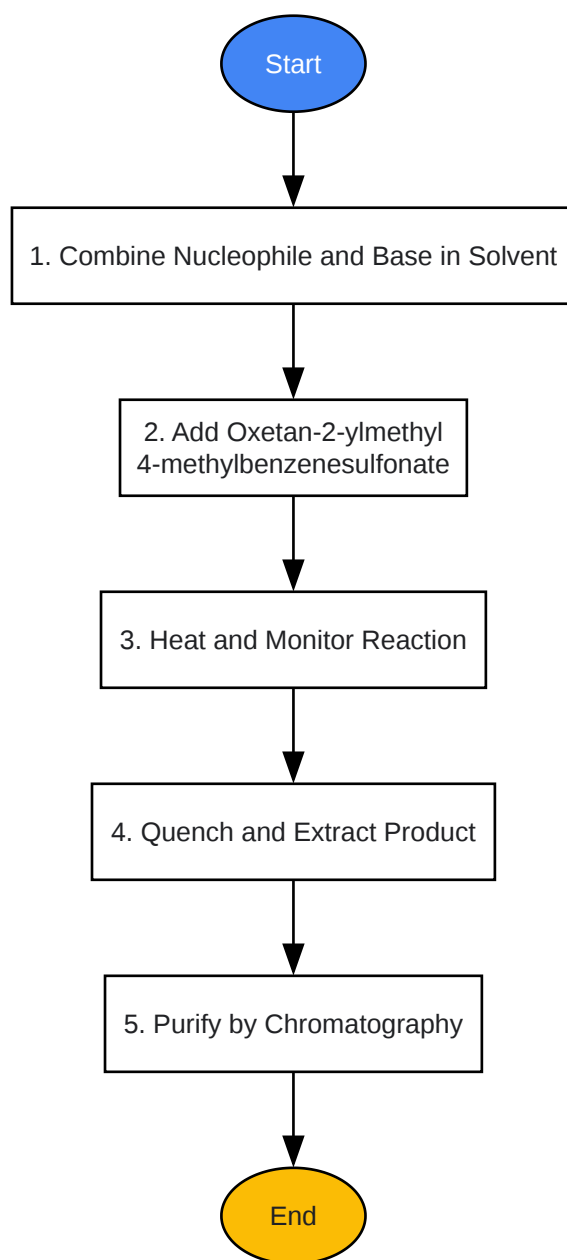 Start
1. Combine Nucleophile and Base in Solvent
2. Add Oxetan-2-ylmethyl
4-methylbenzenesulfonate
3. Heat and Monitor Reaction
4. Quench and Extract Product
5. Purify by Chromatography
End